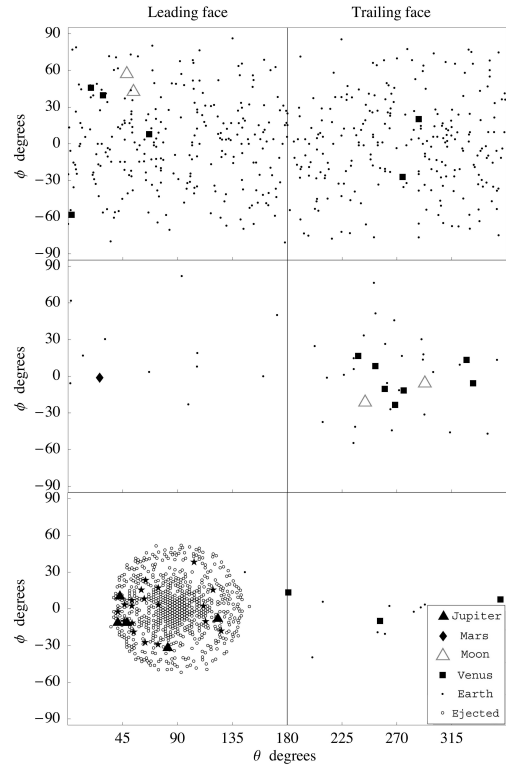 Leading face Trailing face
90
60
30
0
−30
−60
−90
ϕ degrees
90
60
30
0
−30
−60
−90
ϕ degrees
90
60
30
0
−30
−60
−90
ϕ degrees
Jupiter
Mars
Moon
Venus
Earth
Ejected
45 90 135 180 225 270 315
θ degrees